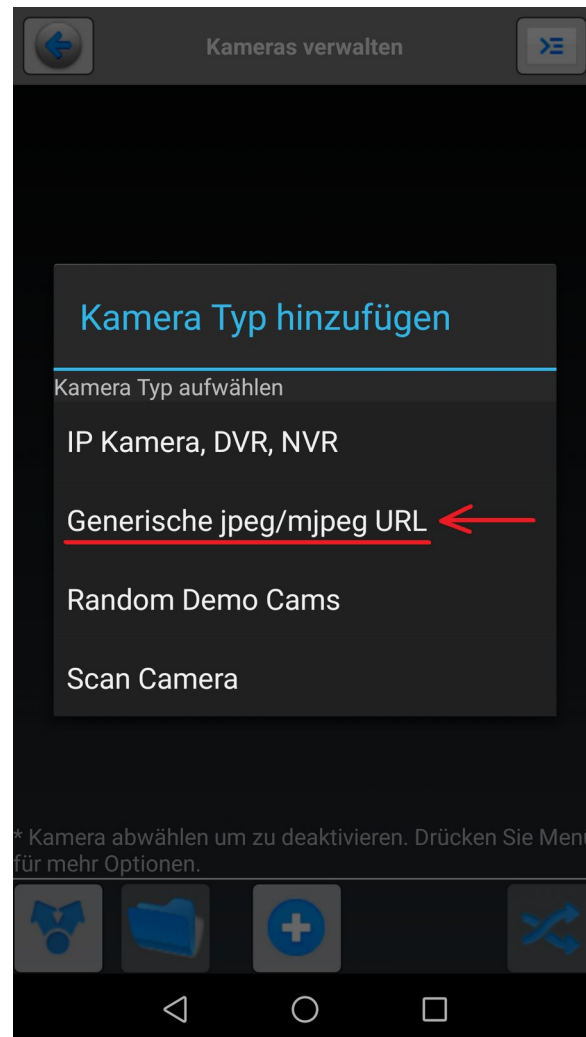 Kameras verwalten
Kamera Typ hinzufügen
Kamera Typ aufwählen
IP Kamera, DVR, NVR
Generische jpeg/mjpeg URL
Random Demo Cams
Scan Camera
* Kamera abwählen um zu deaktivieren. Drücken Sie Menu
für mehr Optionen.